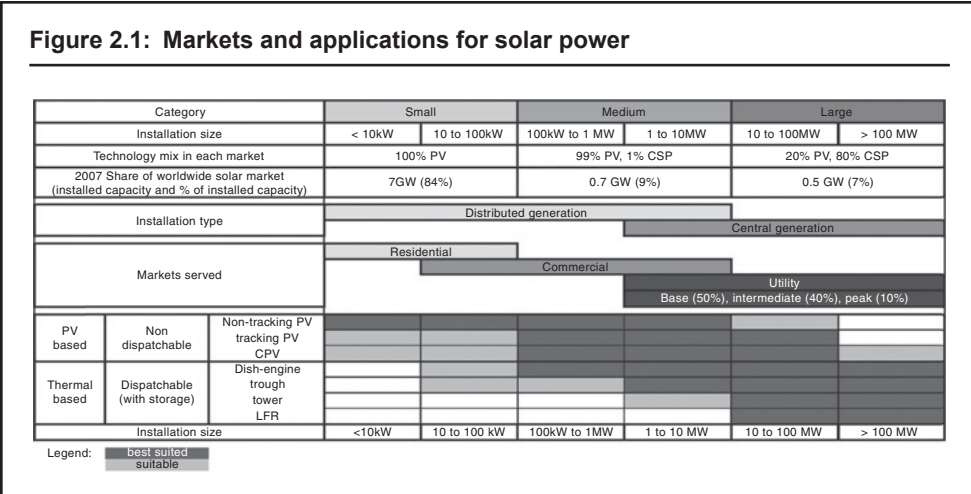 Figure 2.1: Markets and applications for solar power
Category Small Medium Large
Installation size < 10kW 10 to 100kW 100kW to 1 MW 1 to 10MW 10 to 100MW > 100 MW
Technology mix in each market 100% PV 99% PV, 1% CSP 20% PV, 80% CSP
2007 Share of worldwide solar market
(installed capacity and % of installed capacity) 7GW (84%) 0.7 GW (9%) 0.5 GW (7%)
Installation type Distributed generation
Central generation
Markets served Residential
Commercial
Utility
Base (50%), intermediate (40%), peak (10%)
PV based Non dispatchable Non-tracking PV
tracking PV
CPV
Thermal based Dispatchable (with storage) Dish-engine
trough
tower
LFR
Installation size <10kW 10 to 100 kW 100kW to 1MW 1 to 10 MW 10 to 100 MW > 100 MW
Legend: best suited
suitable